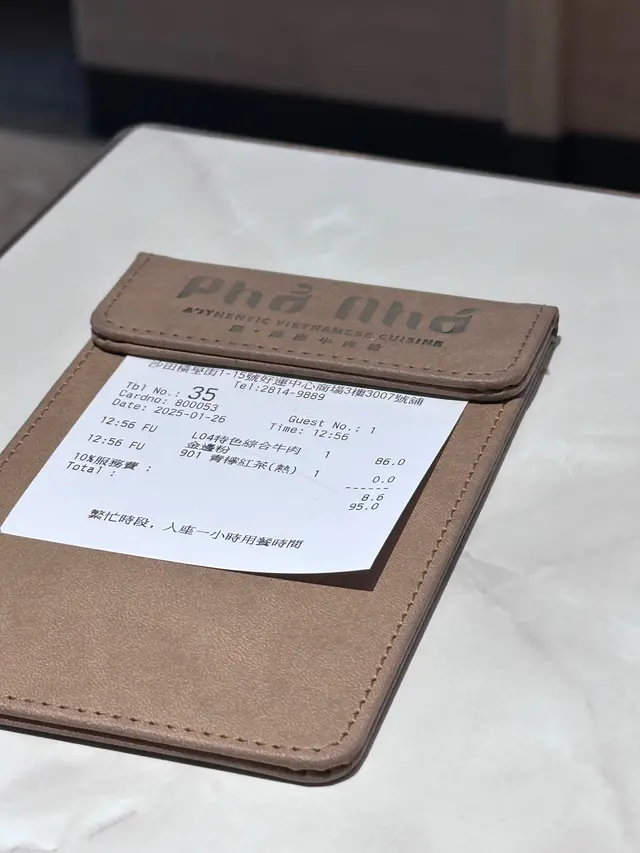 Phở Nhớ
AUTHENTIC VIETNAMESE CUISINE
沙田橫壆街1-15號好運中心商場3樓3007號舖
Tel:2814-9889
Tbl No.: 35
Cardno: 800053
Guest No.: 1
Date: 2025-01-26 Time: 12:56
12:56 FU L04特色綜合牛肉金邊粉 1 86.0
12:56 FU 901 青檸紅茶(熱) 1 0.0
------
10%服務費 : 8.6
Total : 95.0
繁忙時段, 入座一小時用餐時間